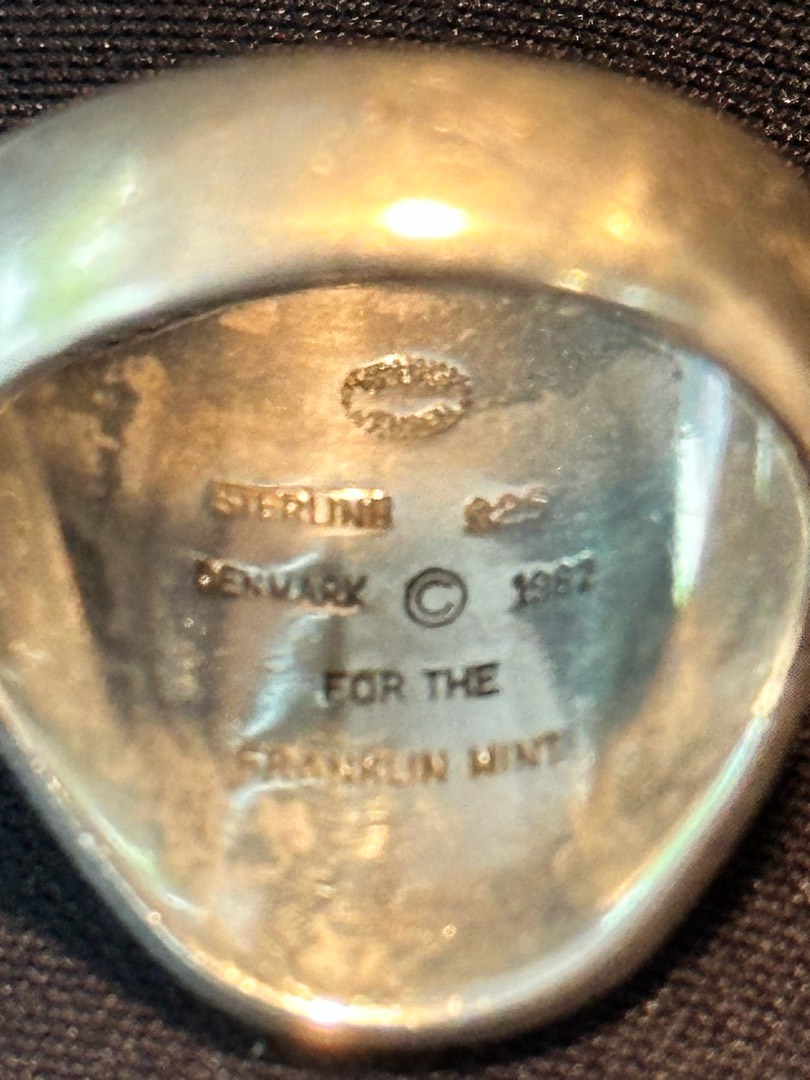 STERLING 925
DENMARK © 1987
FOR THE
FRANKLIN MINT